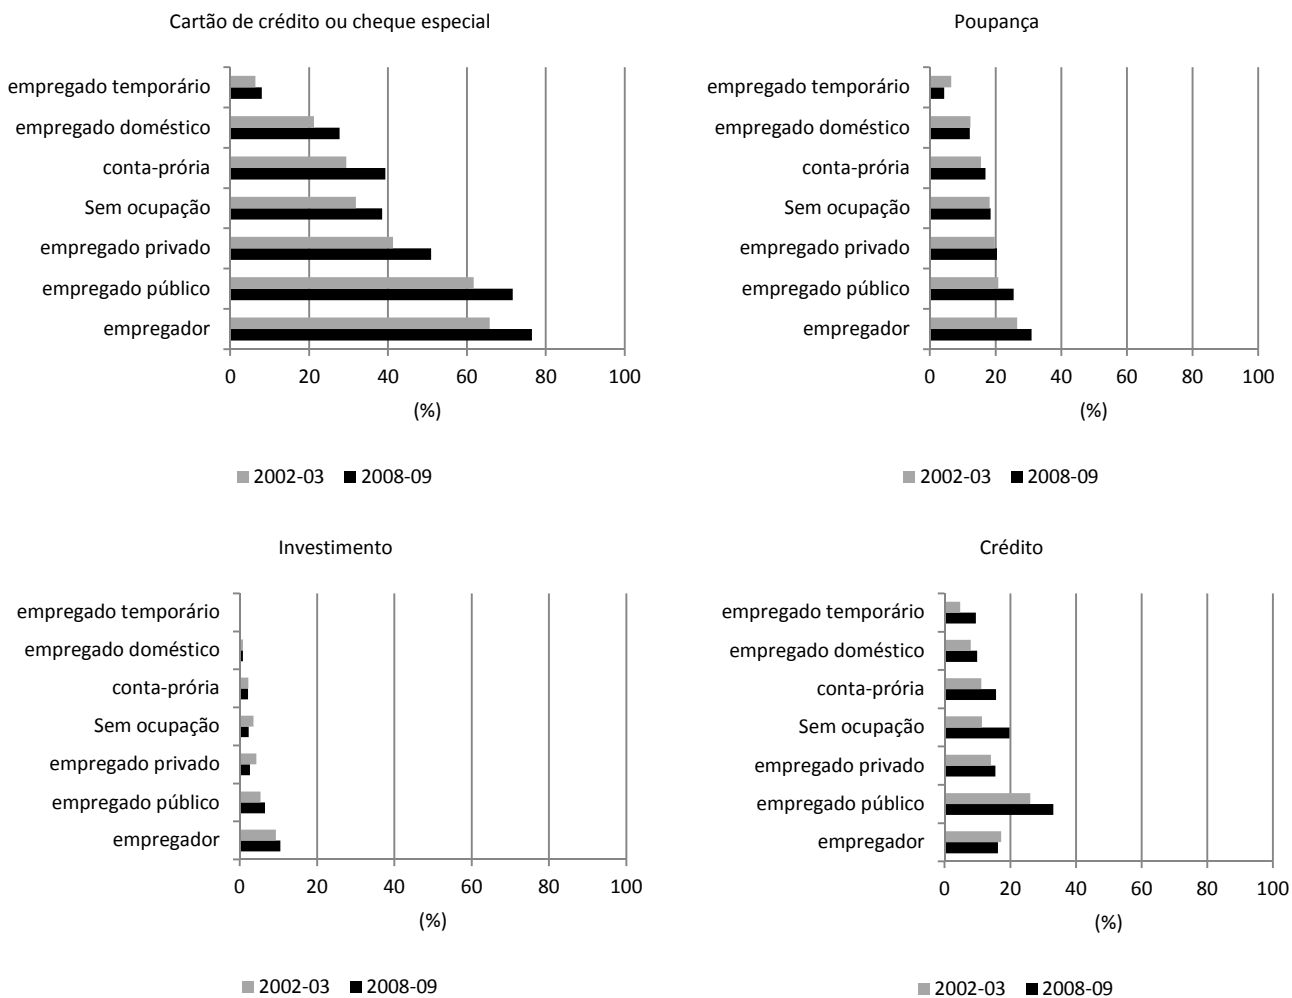 Cartão de crédito ou cheque especial
empregado temporário
empregado doméstico
conta-prória
Sem ocupação
empregado privado
empregado público
empregador
0 20 40 60 80 100
(%)
2002-03 2008-09
Poupança
empregado temporário
empregado doméstico
conta-prória
Sem ocupação
empregado privado
empregado público
empregador
0 20 40 60 80 100
(%)
2002-03 2008-09
Investimento
empregado temporário
empregado doméstico
conta-prória
Sem ocupação
empregado privado
empregado público
empregador
0 20 40 60 80 100
(%)
2002-03 2008-09
Crédito
empregado temporário
empregado doméstico
conta-prória
Sem ocupação
empregado privado
empregado público
empregador
0 20 40 60 80 100
(%)
2002-03 2008-09